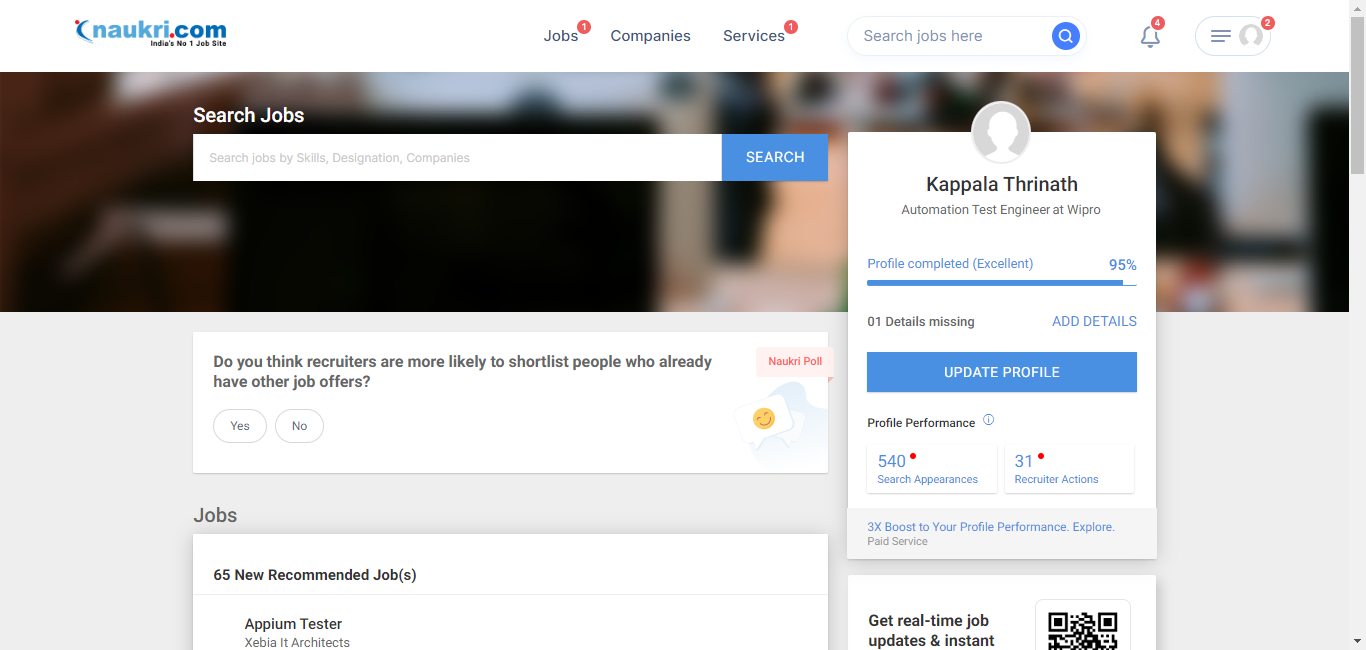 naukri.com
India's No 1 Job Site
Jobs 1
Companies
Services 1
Search jobs here
4
2
Search Jobs
Search jobs by Skills, Designation, Companies
SEARCH
Kappala Thrinath
Automation Test Engineer at Wipro
Profile completed (Excellent) 95%
01 Details missing ADD DETAILS
UPDATE PROFILE
Profile Performance
540
Search Appearances
31
Recruiter Actions
3X Boost to Your Profile Performance. Explore.
Paid Service
Do you think recruiters are more likely to shortlist people who already
have other job offers?
Naukri Poll
Yes
No
Jobs
65 New Recommended Job(s)
Appium Tester
Xebia It Architects
Get real-time job
updates & instant